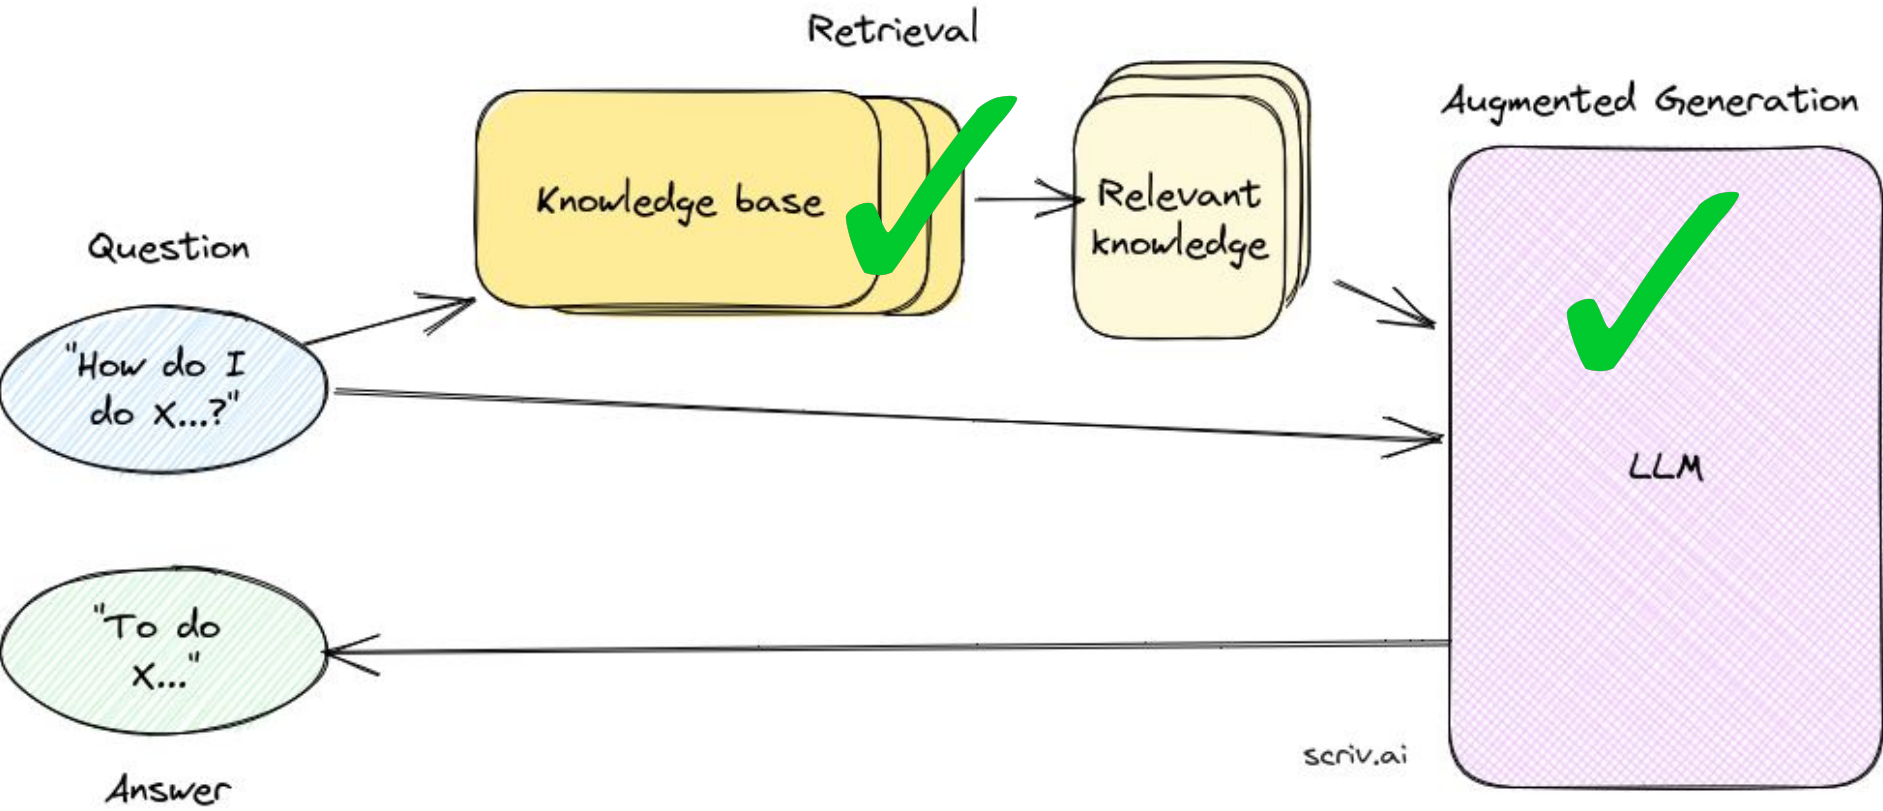 Retrieval
Augmented Generation
Knowledge base
Relevant
knowledge
Question
"How do I
do X...?"
LLM
"To do
X..."
Answer
scriv.ai